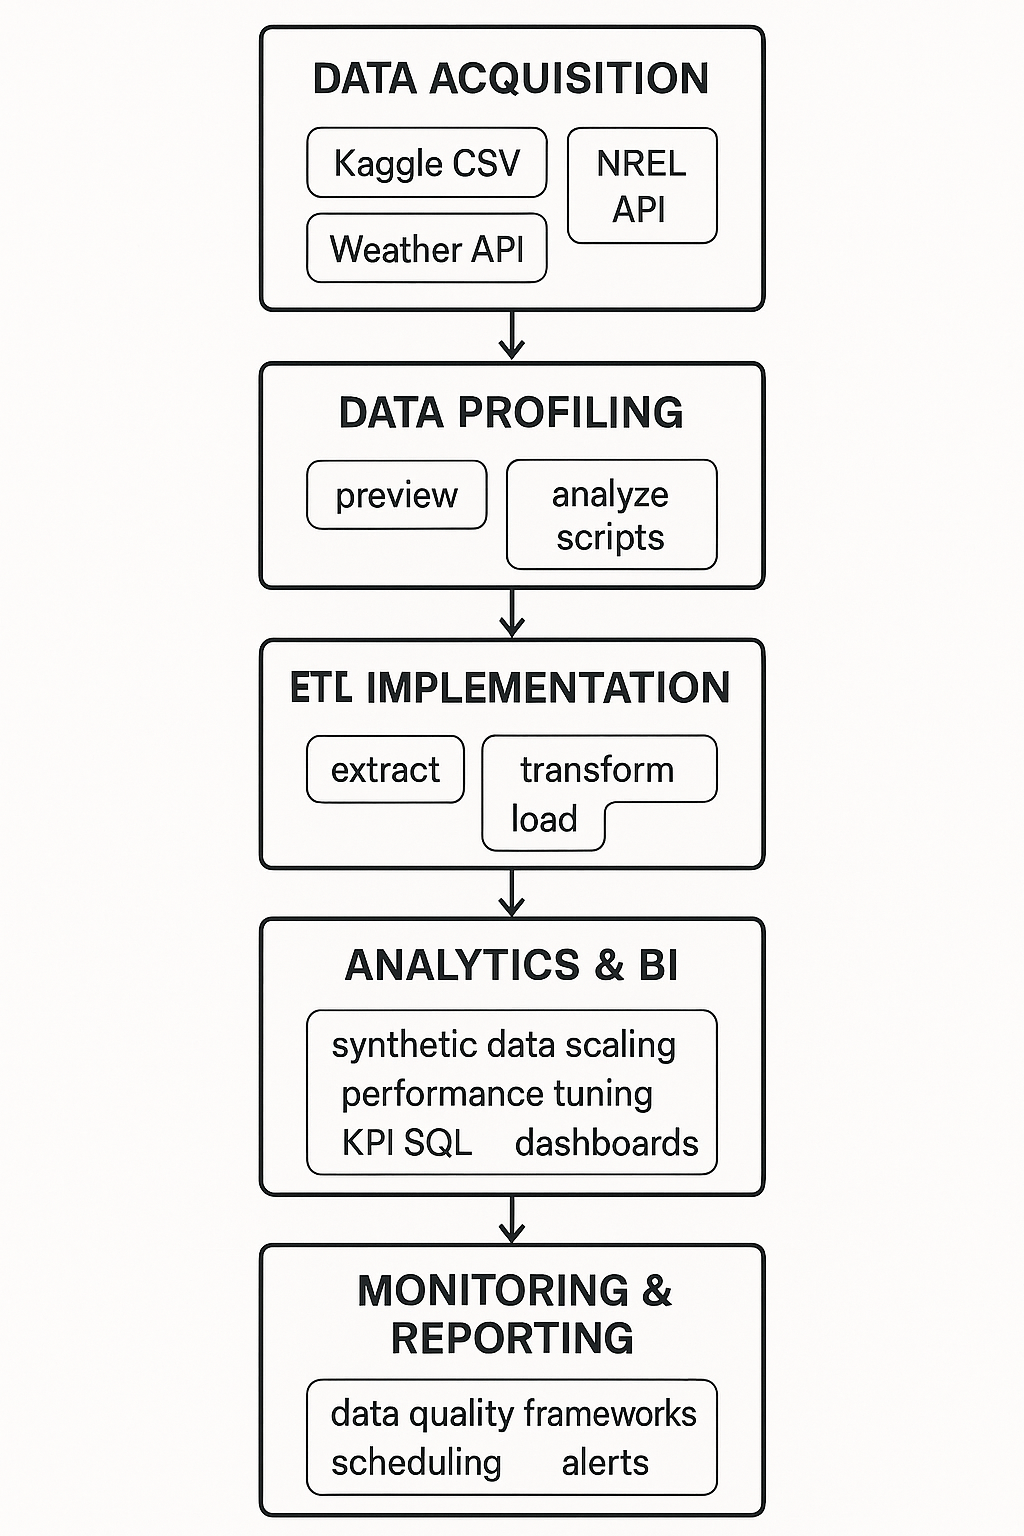 DATA ACQUISITION
Kaggle CSV
NREL
API
Weather API
DATA PROFILING
preview
analyze
scripts
ETL IMPLEMENTATION
extract
transform
load
ANALYTICS & BI
synthetic data scaling
performance tuning
KPI SQL dashboards
MONITORING &
REPORTING
data quality frameworks
scheduling alerts